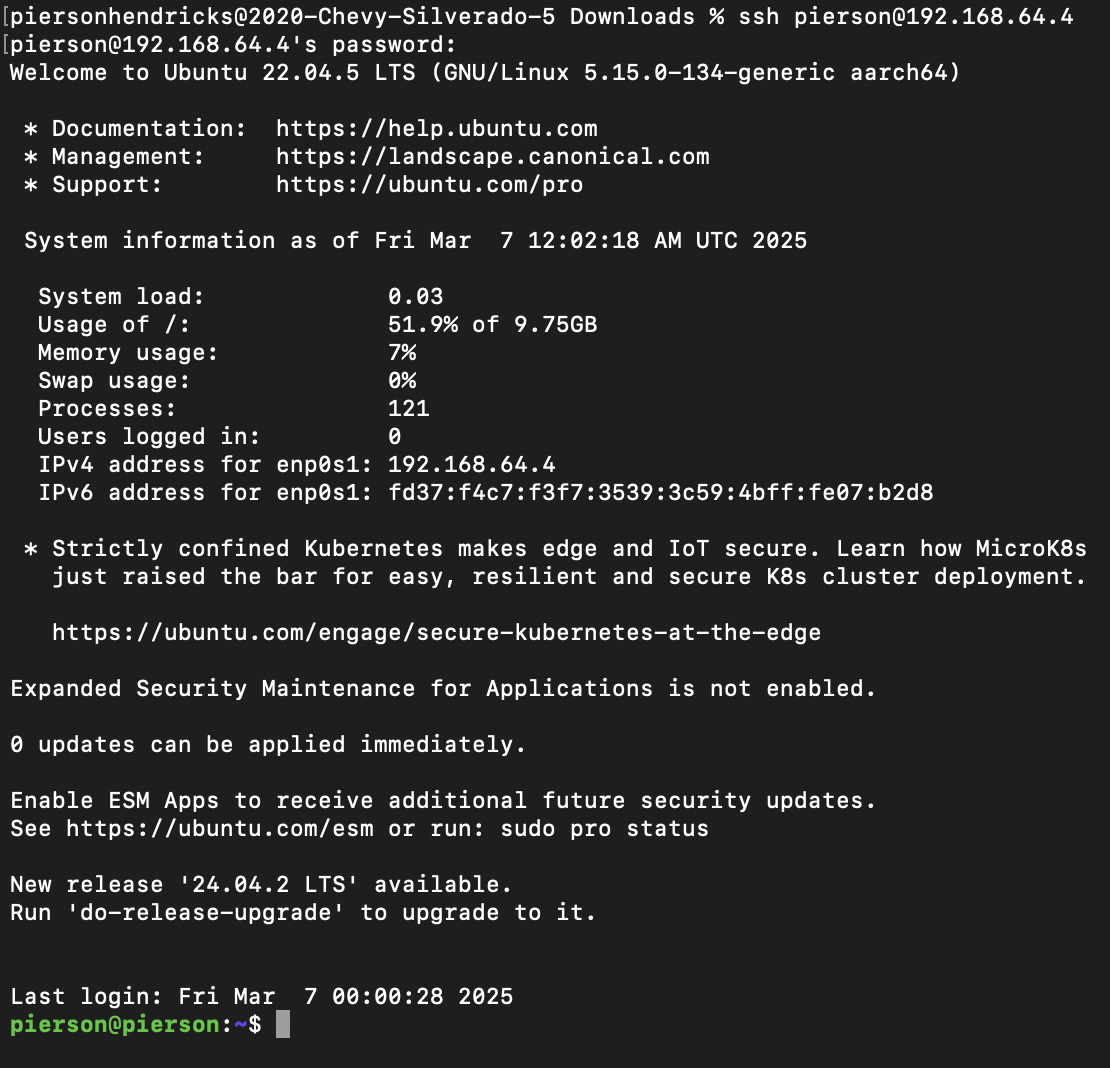 [piersonhendricks@2020-Chevy-Silverado-5 Downloads % ssh pierson@192.168.64.4
[pierson@192.168.64.4's password:
Welcome to Ubuntu 22.04.5 LTS (GNU/Linux 5.15.0-134-generic aarch64)
* Documentation:  https://help.ubuntu.com
* Management:     https://landscape.canonical.com
* Support:        https://ubuntu.com/pro
System information as of Fri Mar  7 12:02:18 AM UTC 2025
System load:             0.03
Usage of /:              51.9% of 9.75GB
Memory usage:            7%
Swap usage:              0%
Processes:               121
Users logged in:         0
IPv4 address for enp0s1: 192.168.64.4
IPv6 address for enp0s1: fd37:f4c7:f3f7:3539:3c59:4bff:fe07:b2d8
* Strictly confined Kubernetes makes edge and IoT secure. Learn how MicroK8s
just raised the bar for easy, resilient and secure K8s cluster deployment.
https://ubuntu.com/engage/secure-kubernetes-at-the-edge
Expanded Security Maintenance for Applications is not enabled.
0 updates can be applied immediately.
Enable ESM Apps to receive additional future security updates.
See https://ubuntu.com/esm or run: sudo pro status
New release '24.04.2 LTS' available.
Run 'do-release-upgrade' to upgrade to it.
Last login: Fri Mar  7 00:00:28 2025
pierson@pierson:~$